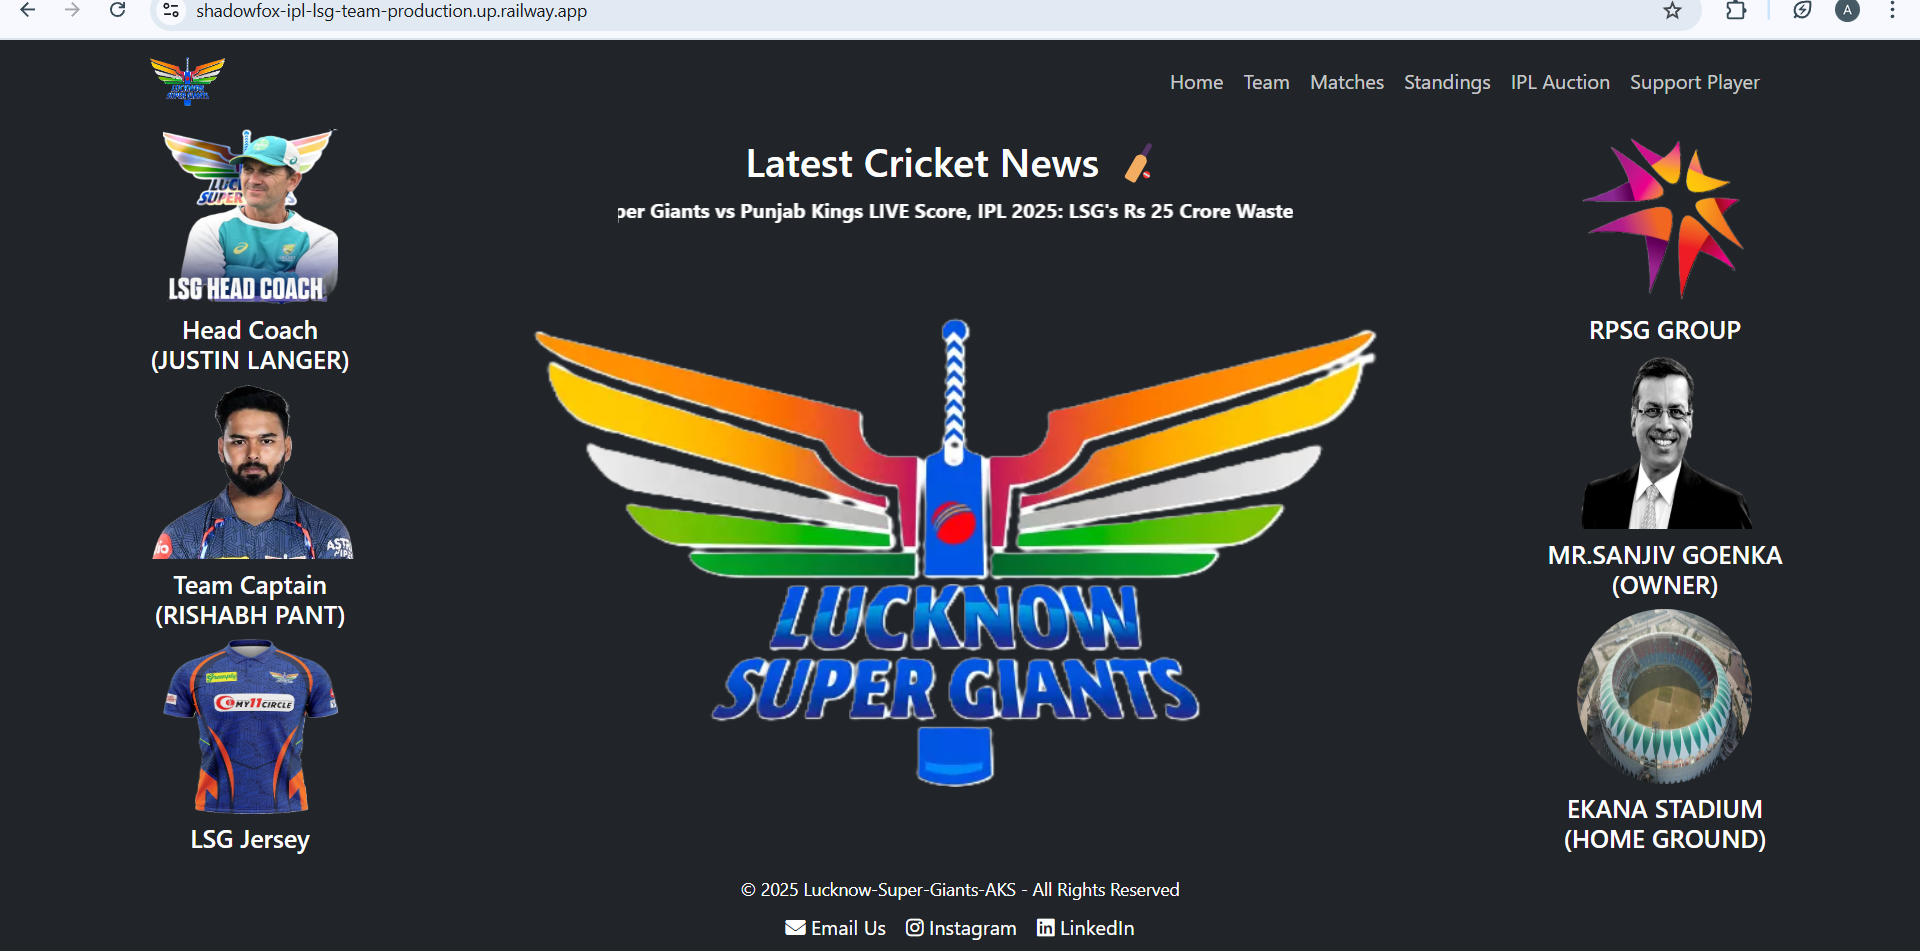 shadowfox-ipl-lsg-team-production.up.railway.app
A
LUCKNOW
SUPER GIANTS
Home Team Matches Standings IPL Auction Support Player
Latest Cricket News
per Giants vs Punjab Kings LIVE Score, IPL 2025: LSG's Rs 25 Crore Waste
LSG HEAD COACH
Head Coach
(JUSTIN LANGER)
Team Captain
(RISHABH PANT)
MY11CIRCLE
LSG Jersey
LUCKNOW
SUPER GIANTS
RPSG GROUP
MR.SANJIV GOENKA
(OWNER)
EKANA STADIUM
(HOME GROUND)
© 2025 Lucknow-Super-Giants-AKS - All Rights Reserved
Email Us Instagram LinkedIn